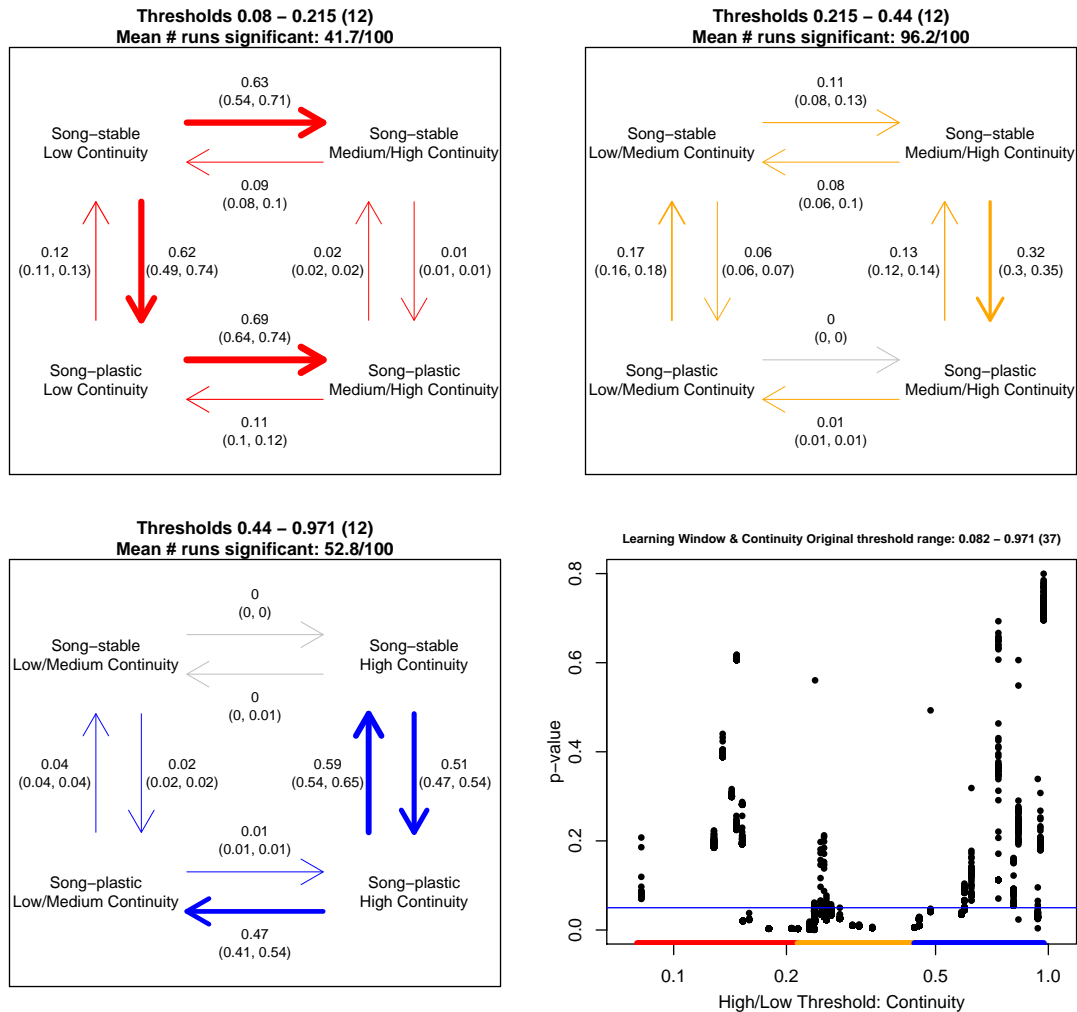 Thresholds 0.08 − 0.215 (12)
Mean # runs significant: 41.7/100
0.63
(0.54, 0.71)
Song−stable
Low Continuity
Song−stable
Medium/High Continuity
0.09
(0.08, 0.1)
0.12
(0.11, 0.13)
0.62
(0.49, 0.74)
0.02
(0.02, 0.02)
0.01
(0.01, 0.01)
0.69
(0.64, 0.74)
Song−plastic
Low Continuity
Song−plastic
Medium/High Continuity
0.11
(0.1, 0.12)
Thresholds 0.215 − 0.44 (12)
Mean # runs significant: 96.2/100
0.11
(0.08, 0.13)
Song−stable
Low/Medium Continuity
Song−stable
Medium/High Continuity
0.08
(0.06, 0.1)
0.17
(0.16, 0.18)
0.06
(0.06, 0.07)
0.13
(0.12, 0.14)
0.32
(0.3, 0.35)
0
(0, 0)
Song−plastic
Low/Medium Continuity
Song−plastic
Medium/High Continuity
0.01
(0.01, 0.01)
Thresholds 0.44 − 0.971 (12)
Mean # runs significant: 52.8/100
0
(0, 0)
Song−stable
Low/Medium Continuity
Song−stable
High Continuity
0
(0, 0.01)
0.04
(0.04, 0.04)
0.02
(0.02, 0.02)
0.59
(0.54, 0.65)
0.51
(0.47, 0.54)
0.01
(0.01, 0.01)
Song−plastic
Low/Medium Continuity
Song−plastic
High Continuity
0.47
(0.41, 0.54)
Learning Window & Continuity Original threshold range: 0.082 − 0.971 (37)
p−value
0.8
0.6
0.4
0.2
0.0
0.1 0.2 0.5 1.0
High/Low Threshold: Continuity